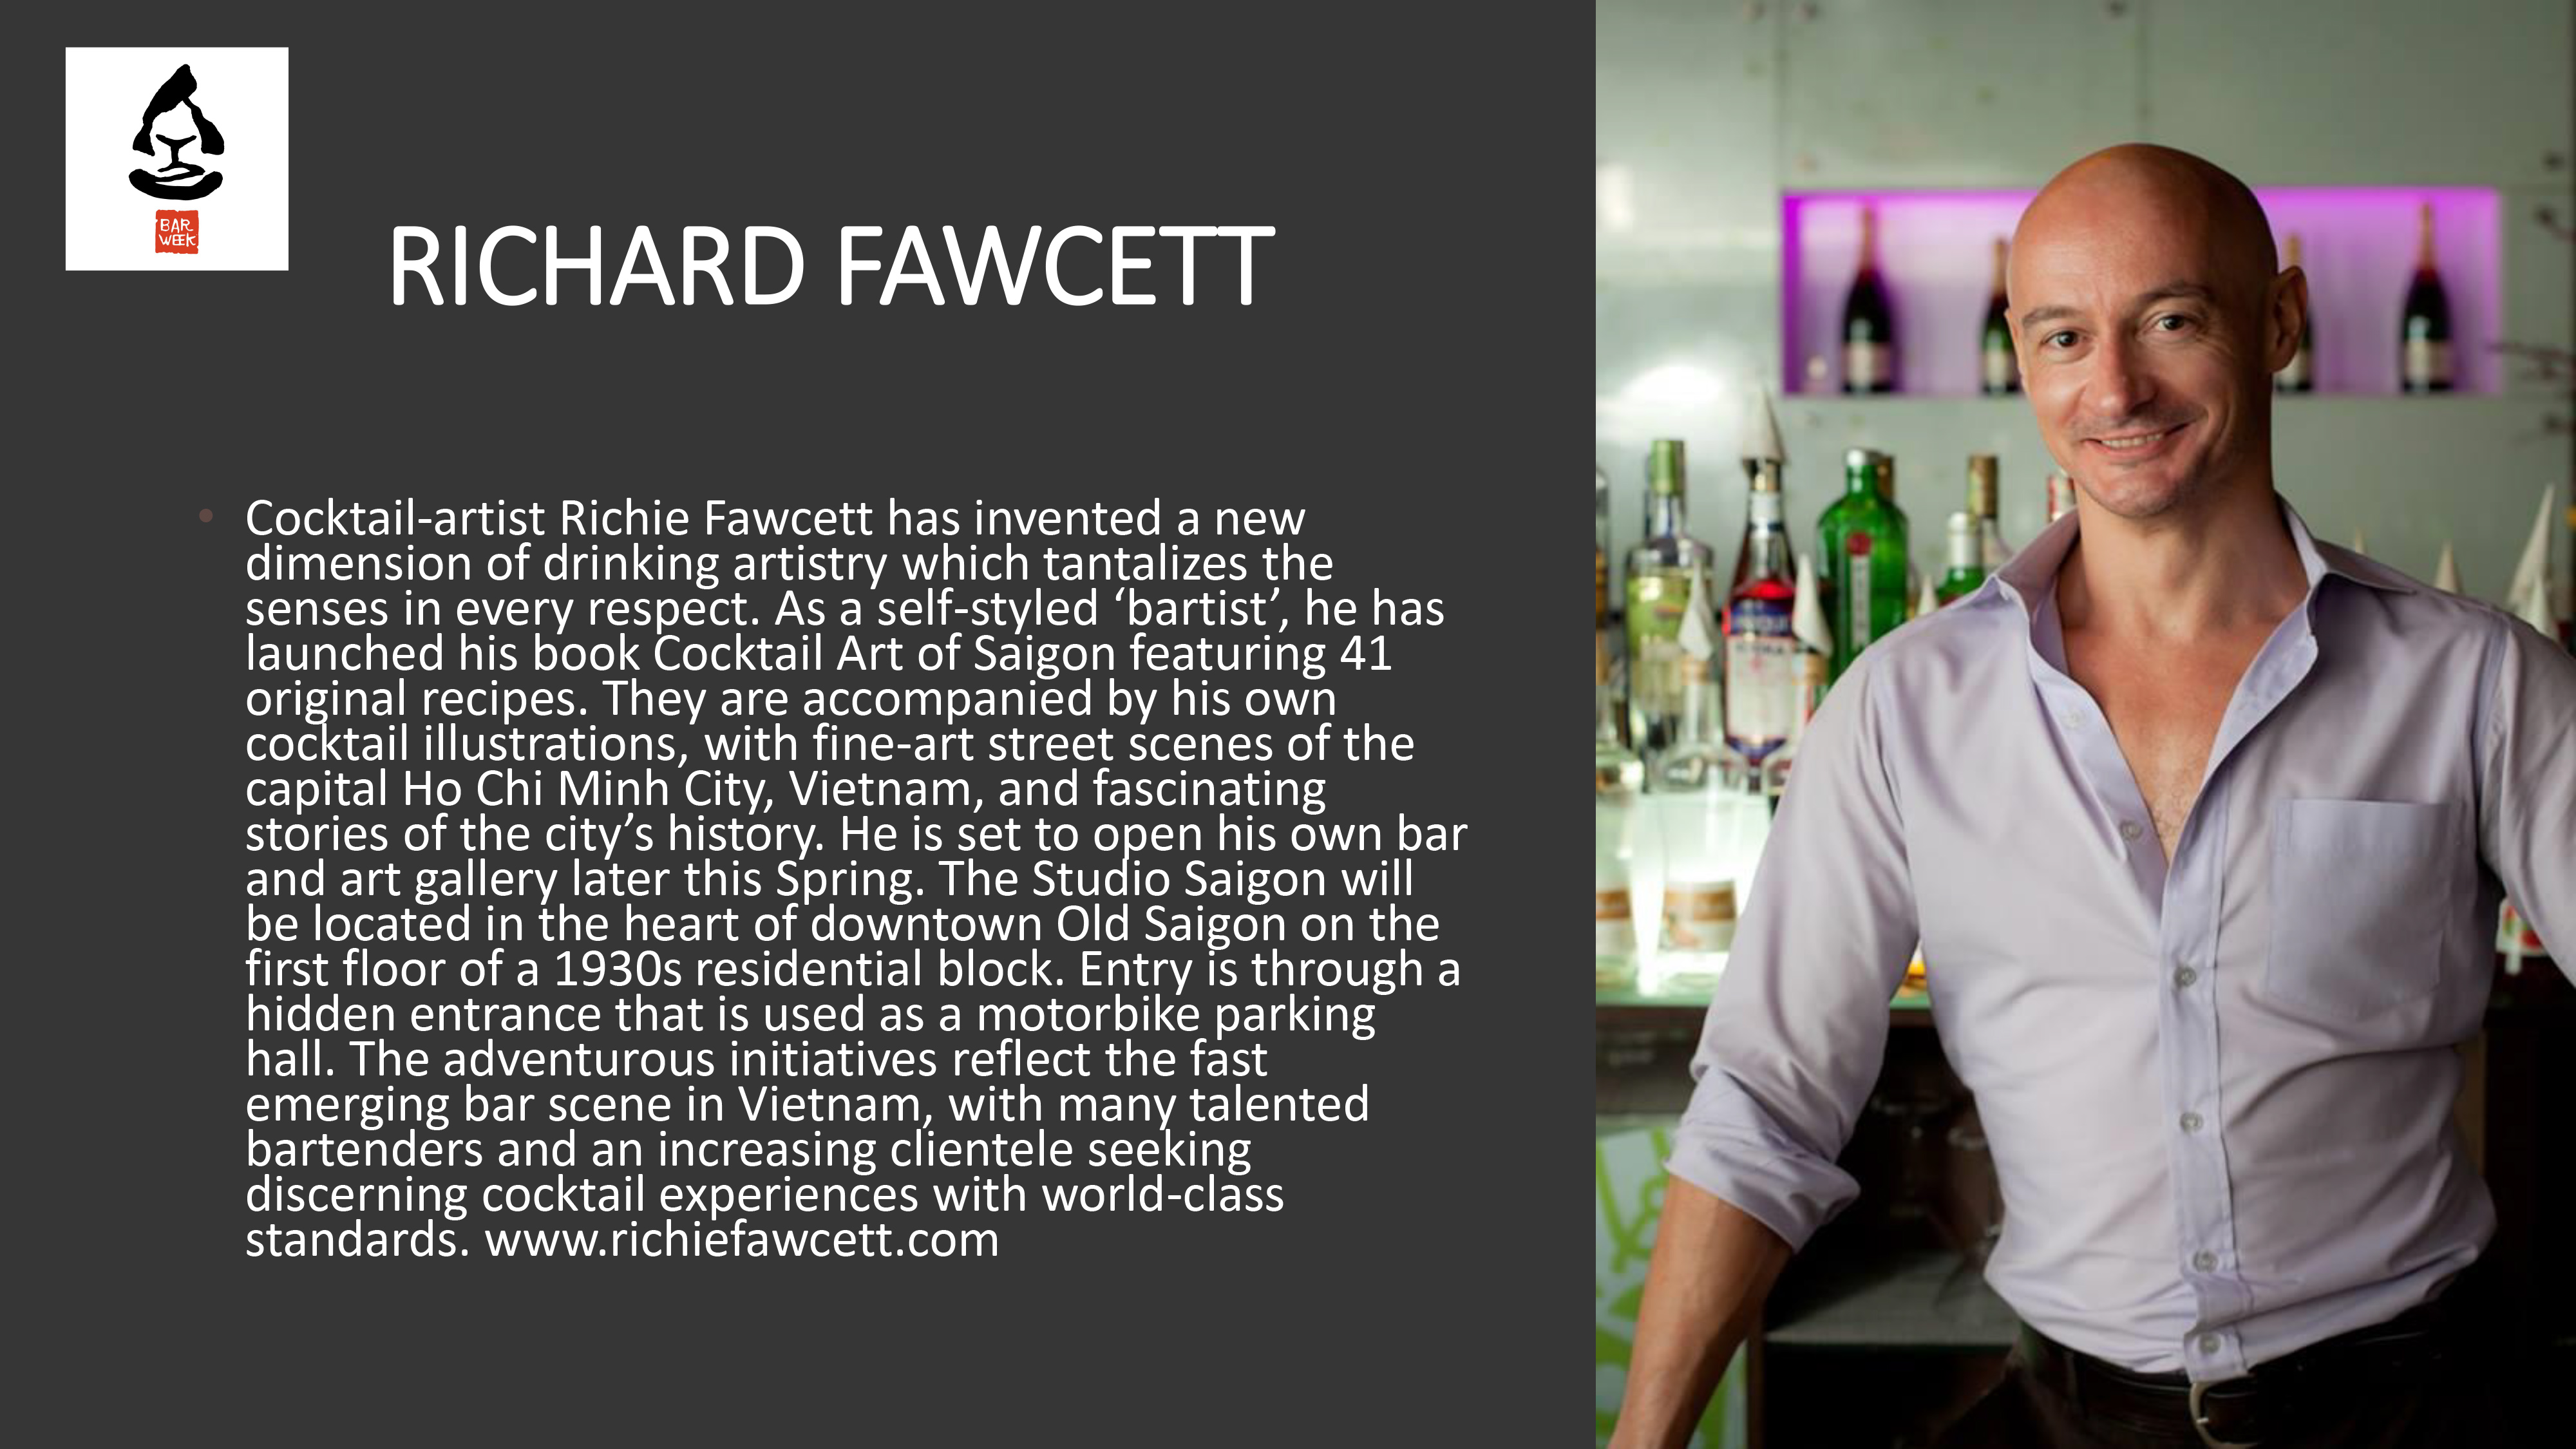 BAR
WEEK
RICHARD FAWCETT
• Cocktail-artist Richie Fawcett has invented a new
dimension of drinking artistry which tantalizes the
senses in every respect. As a self-styled ‘bartist’, he has
launched his book Cocktail Art of Saigon featuring 41
original recipes. They are accompanied by his own
cocktail illustrations, with fine-art street scenes of the
capital Ho Chi Minh City, Vietnam, and fascinating
stories of the city’s history. He is set to open his own bar
and art gallery later this Spring. The Studio Saigon will
be located in the heart of downtown Old Saigon on the
first floor of a 1930s residential block. Entry is through a
hidden entrance that is used as a motorbike parking
hall. The adventurous initiatives reflect the fast
emerging bar scene in Vietnam, with many talented
bartenders and an increasing clientele seeking
discerning cocktail experiences with world-class
standards. www.richiefawcett.com